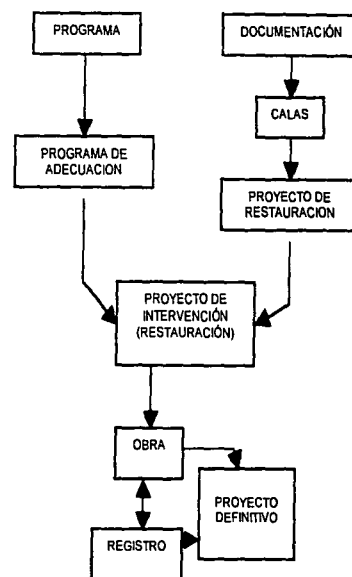 PROGRAMA
DOCUMENTACIÓN
CALAS
PROGRAMA DE
ADECUACION
PROYECTO DE
RESTAURACION
PROYECTO DE
INTERVENCIÓN
(RESTAURACIÓN)
OBRA
PROYECTO
DEFINITIVO
REGISTRO